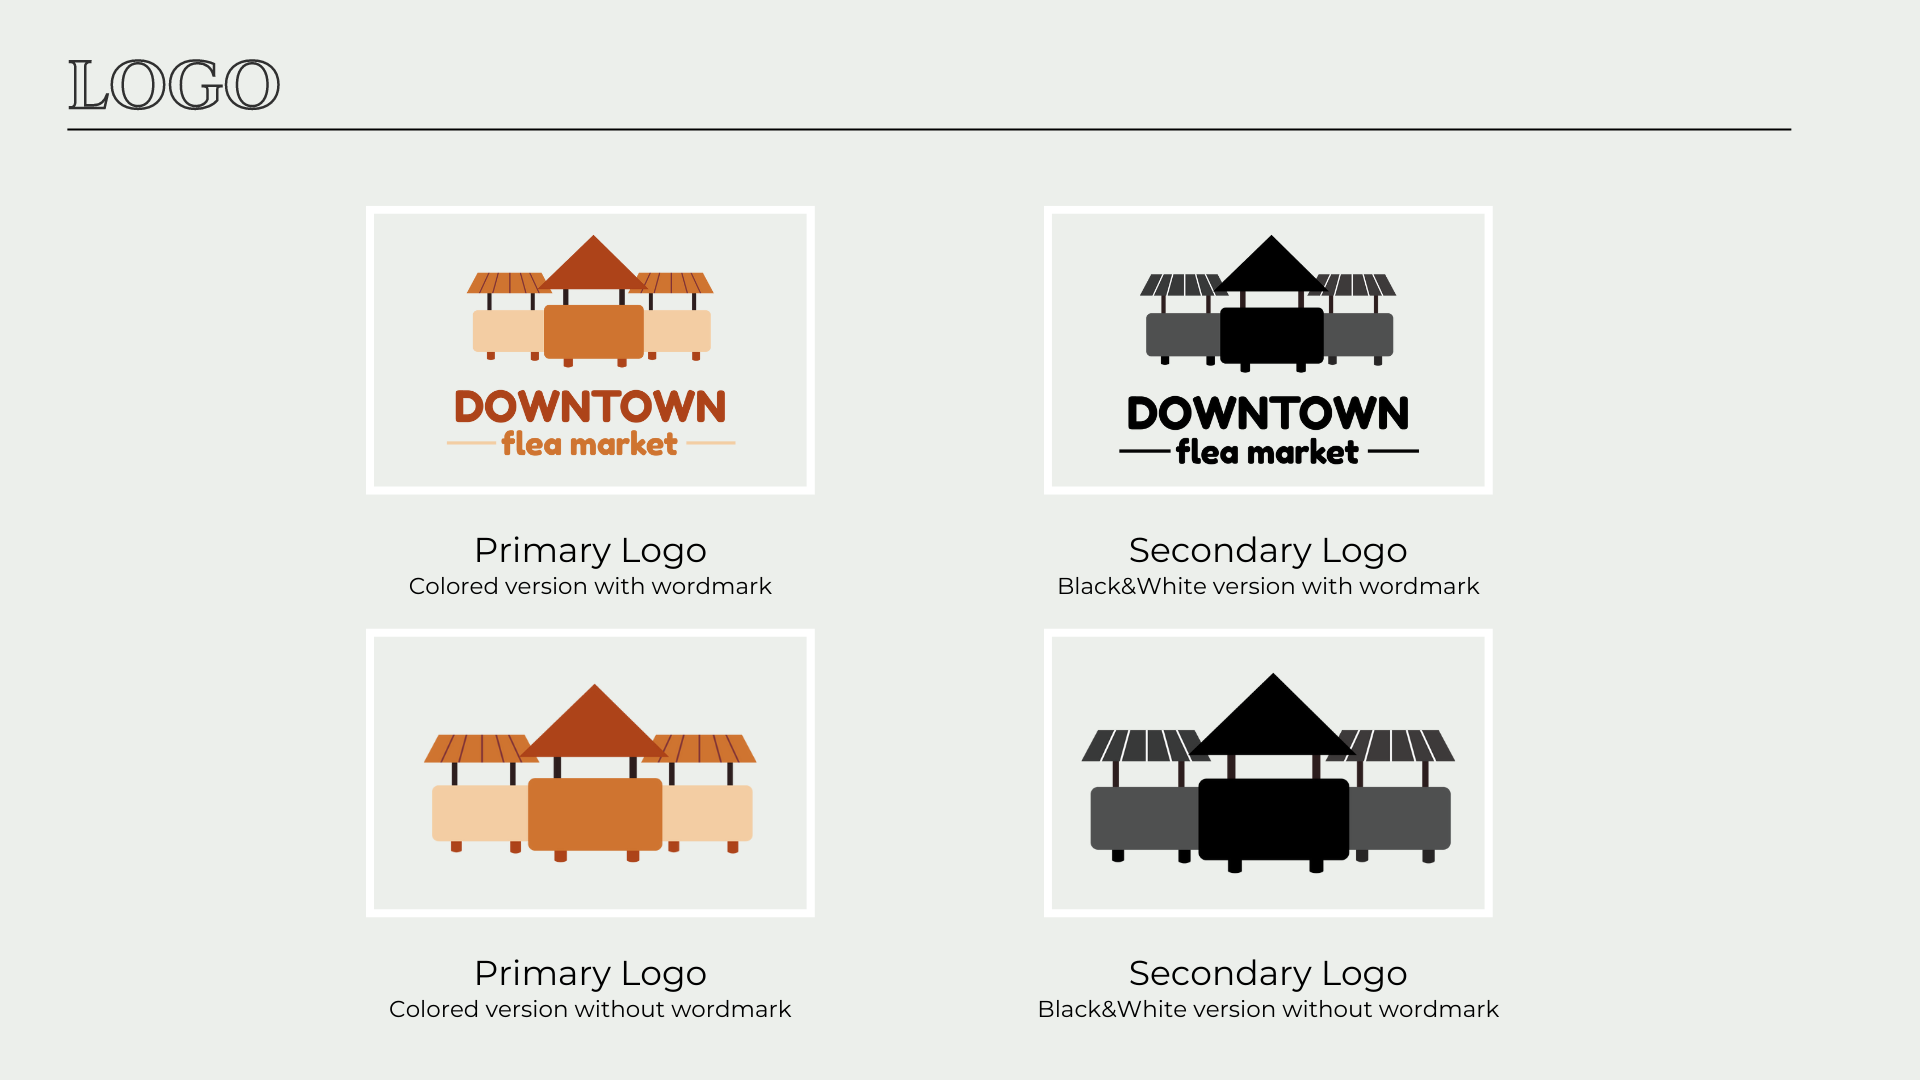 LOGO
DOWNTOWN
flea market
Primary Logo
Colored version with wordmark
DOWNTOWN
flea market
Secondary Logo
Black&White version with wordmark
Primary Logo
Colored version without wordmark
Secondary Logo
Black&White version without wordmark